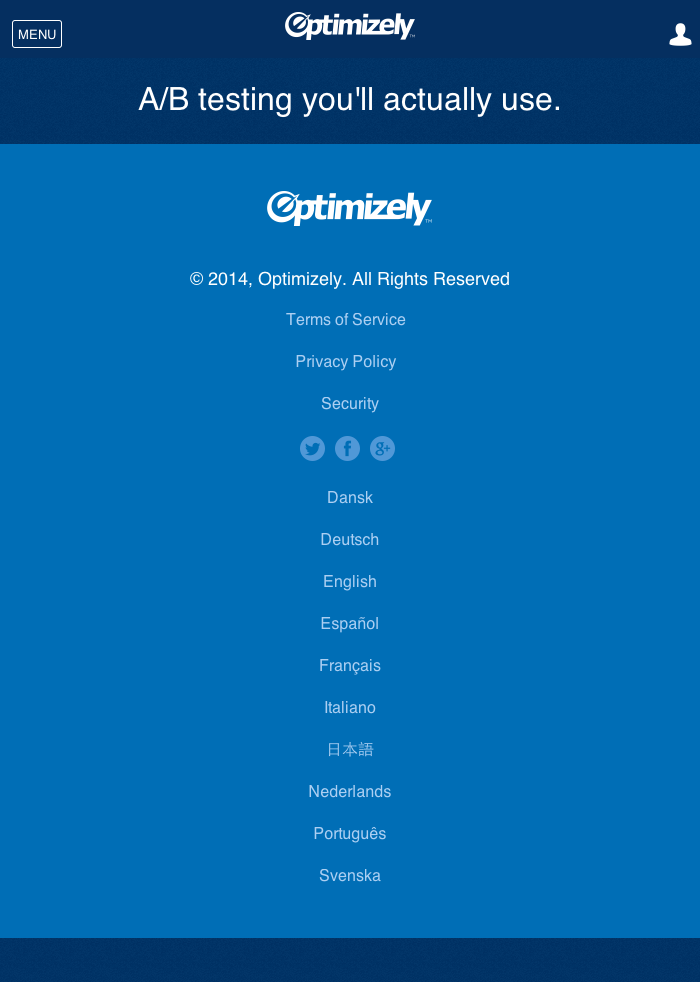 MENU
Optimizely™
A/B testing you'll actually use.
Optimizely™
© 2014, Optimizely. All Rights Reserved
Terms of Service
Privacy Policy
Security
Dansk
Deutsch
English
Español
Français
Italiano
日本語
Nederlands
Português
Svenska